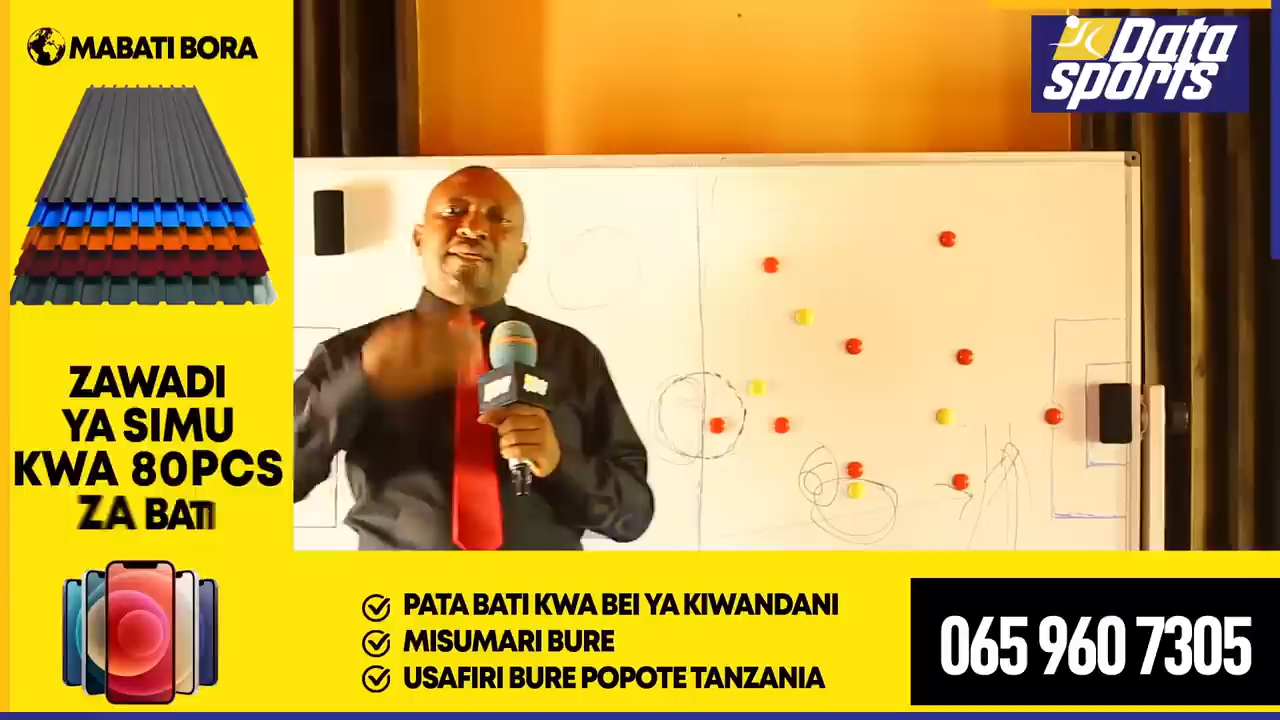 MABATI BORA
Data
sports
ZAWADI
YA SIMU
KWA 80PCS
ZA BATI
PATA BATI KWA BEI YA KIWANDANI
MISUMARI BURE
USAFIRI BURE POPOTE TANZANIA
065 960 7305